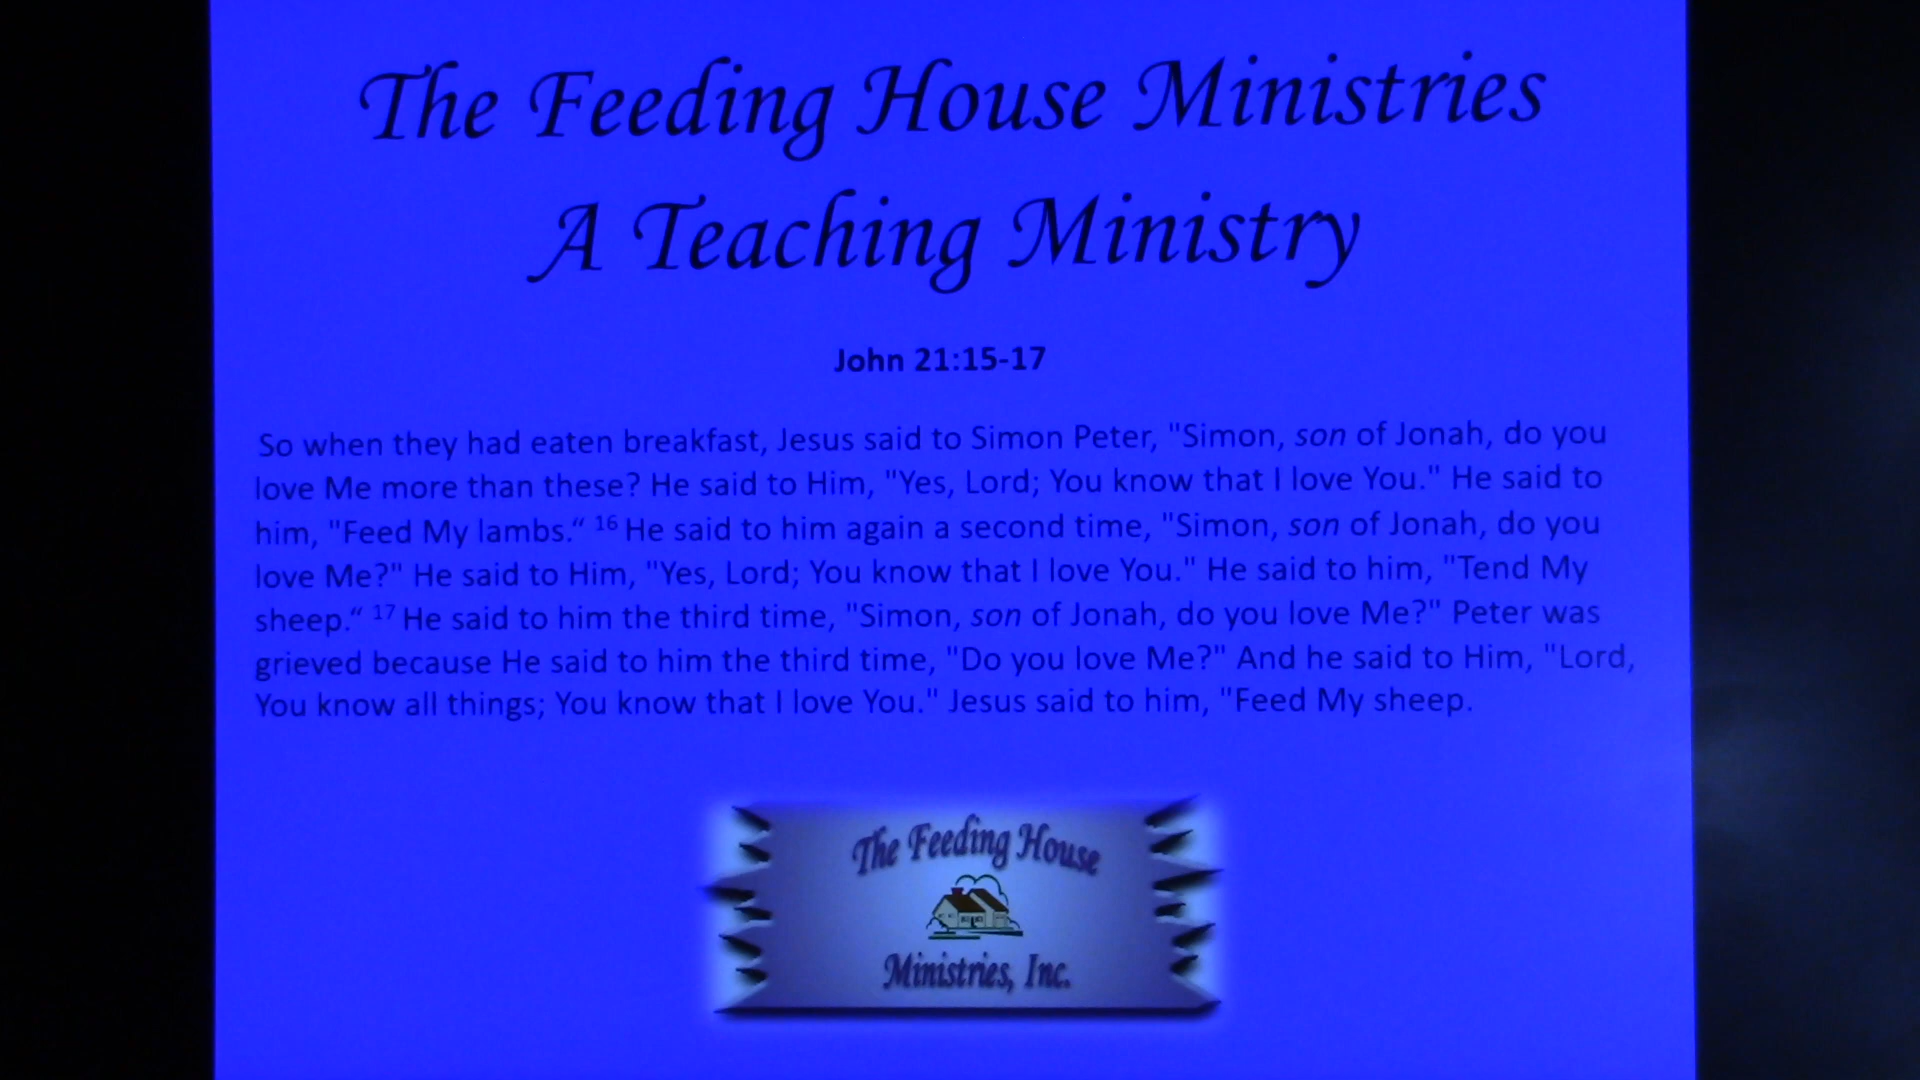 The Feeding House Ministries
A Teaching Ministry
John 21:15-17
So when they had eaten breakfast, Jesus said to Simon Peter, "Simon, son of Jonah, do you
love Me more than these? He said to Him, "Yes, Lord; You know that I love You." He said to
him, "Feed My lambs.“ 16 He said to him again a second time, "Simon, son of Jonah, do you
love Me?" He said to Him, "Yes, Lord; You know that I love You." He said to him, "Tend My
sheep.“ 17 He said to him the third time, "Simon, son of Jonah, do you love Me?" Peter was
grieved because He said to him the third time, "Do you love Me?" And he said to Him, "Lord,
You know all things; You know that I love You." Jesus said to him, "Feed My sheep.
The Feeding House
Ministries, Inc.